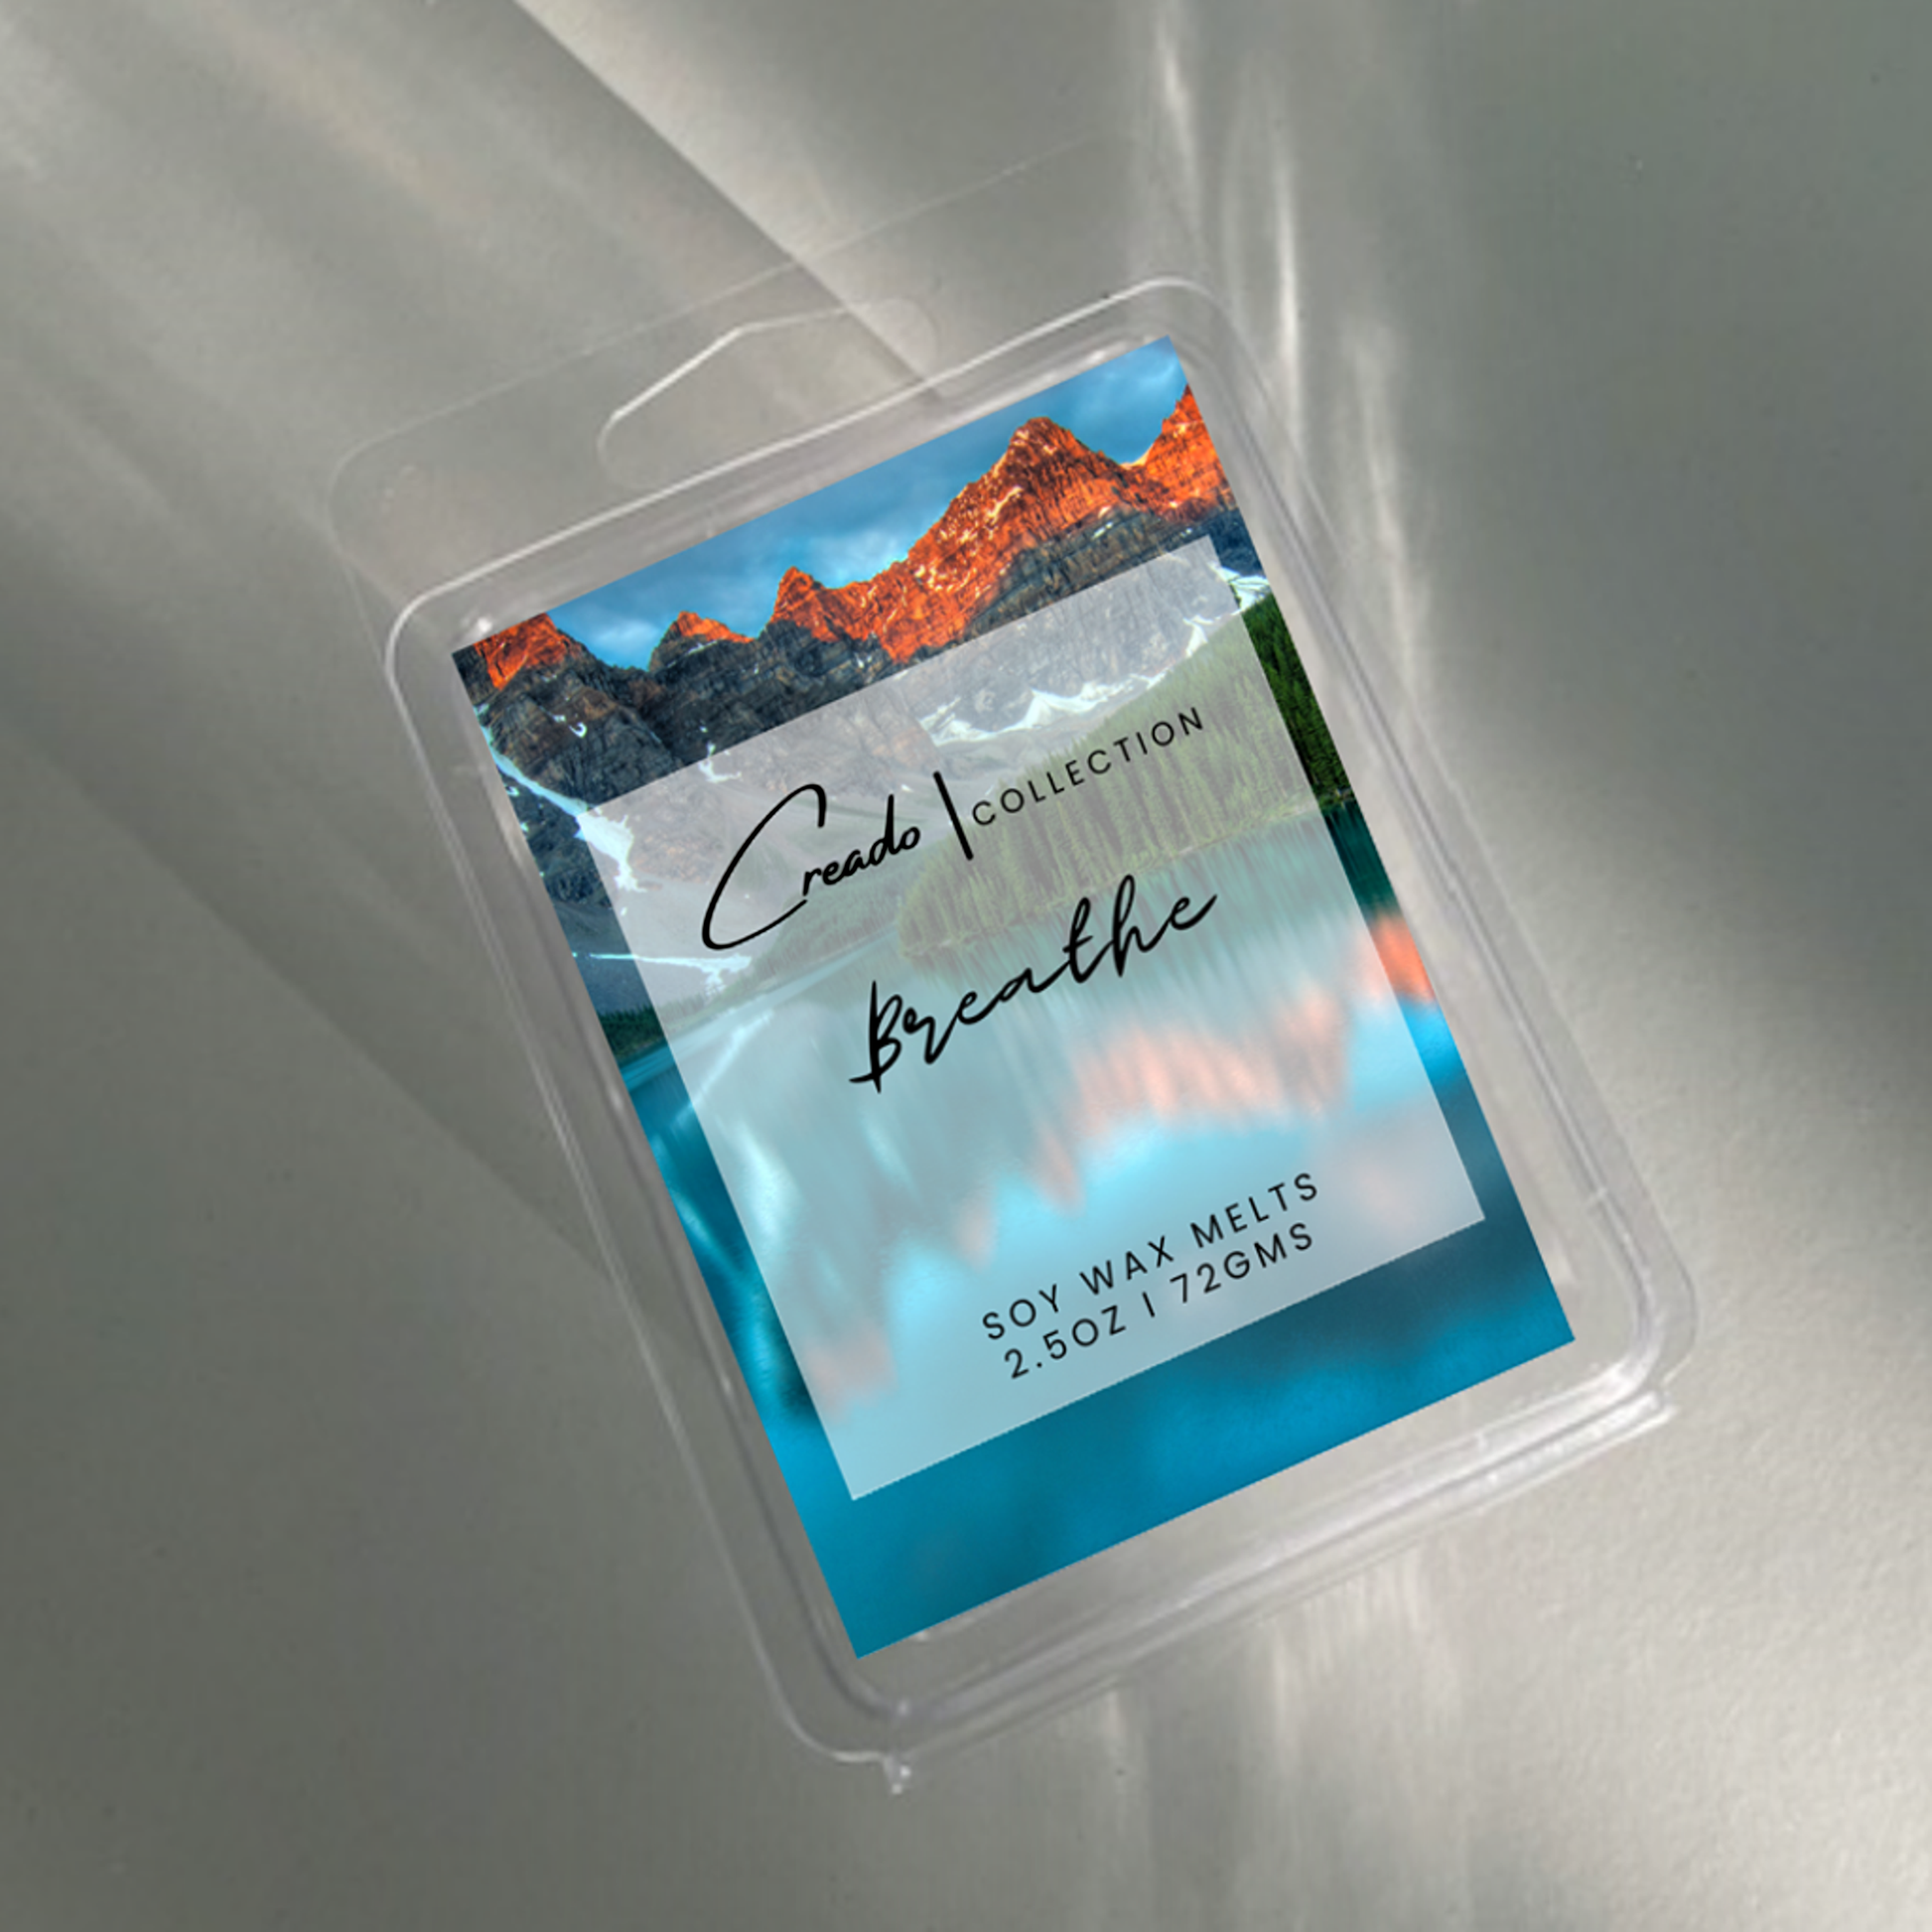 Creado | COLLECTION
Breathe
SOY WAX MELTS
2.5OZ I 72GMS